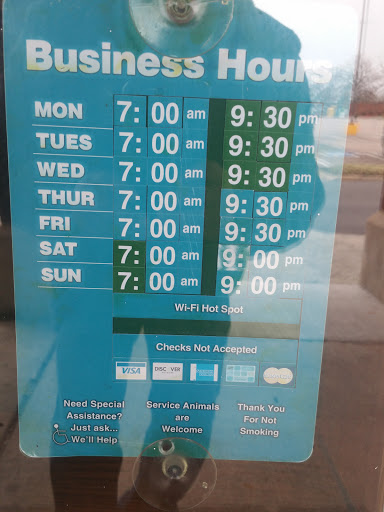 Business Hours
MON 7:00 am 9:30 pm
TUES 7:00 am 9:30 pm
WED 7:00 am 9:30 pm
THUR 7:00 am 9:30 pm
FRI 7:00 am 9:30 pm
SAT 7:00 am 9:00 pm
SUN 7:00 am 9:00 pm
Wi-Fi Hot Spot
Checks Not Accepted
VISA DISCOVER
Need Special
Assistance?
Just ask...
We'll Help
Service Animals
are
Welcome
Thank You
For Not
Smoking